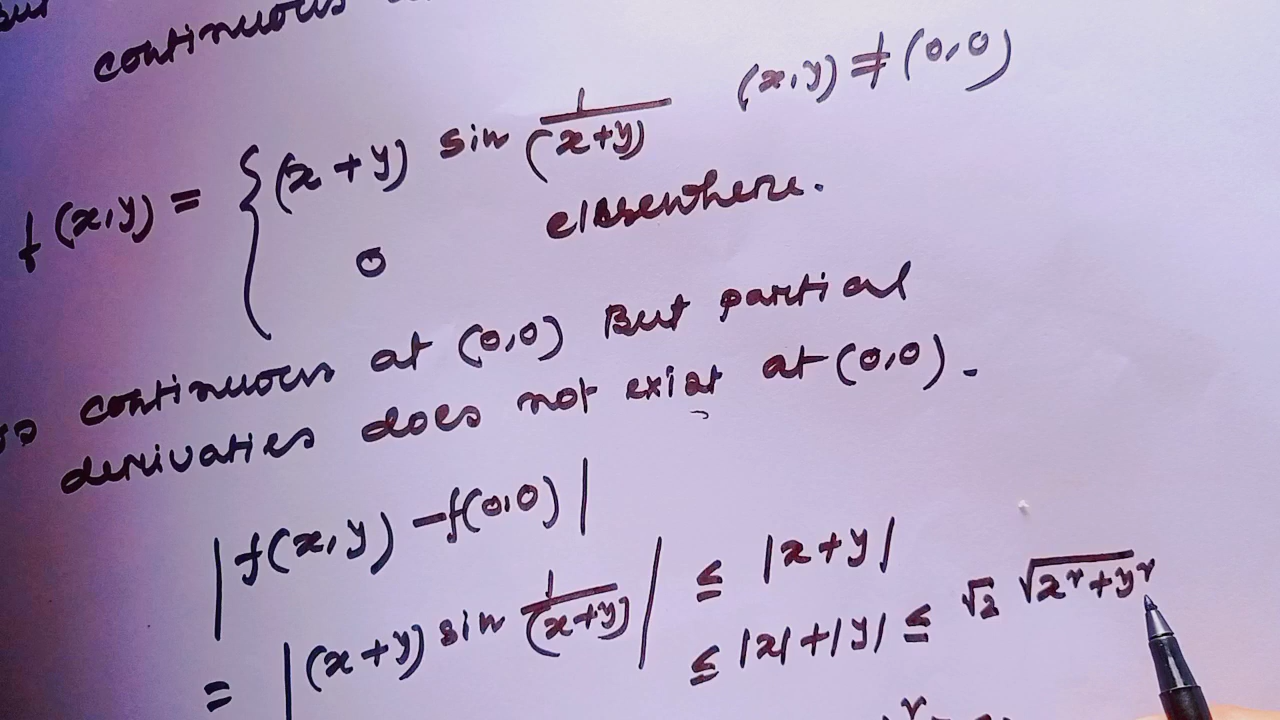 But
continuous
f(x,y) = { (x+y) sin 1/(x+y) (x,y) ≠ (0,0)
0 elsewhere.
continuous at (0,0) But partial
derivaties does not exist at (0,0).
|f(x,y) - f(0,0)|
= |(x+y) sin 1/(x+y)| ≤ |x+y|
≤ |x|+|y| ≤ √2 √x²+y²